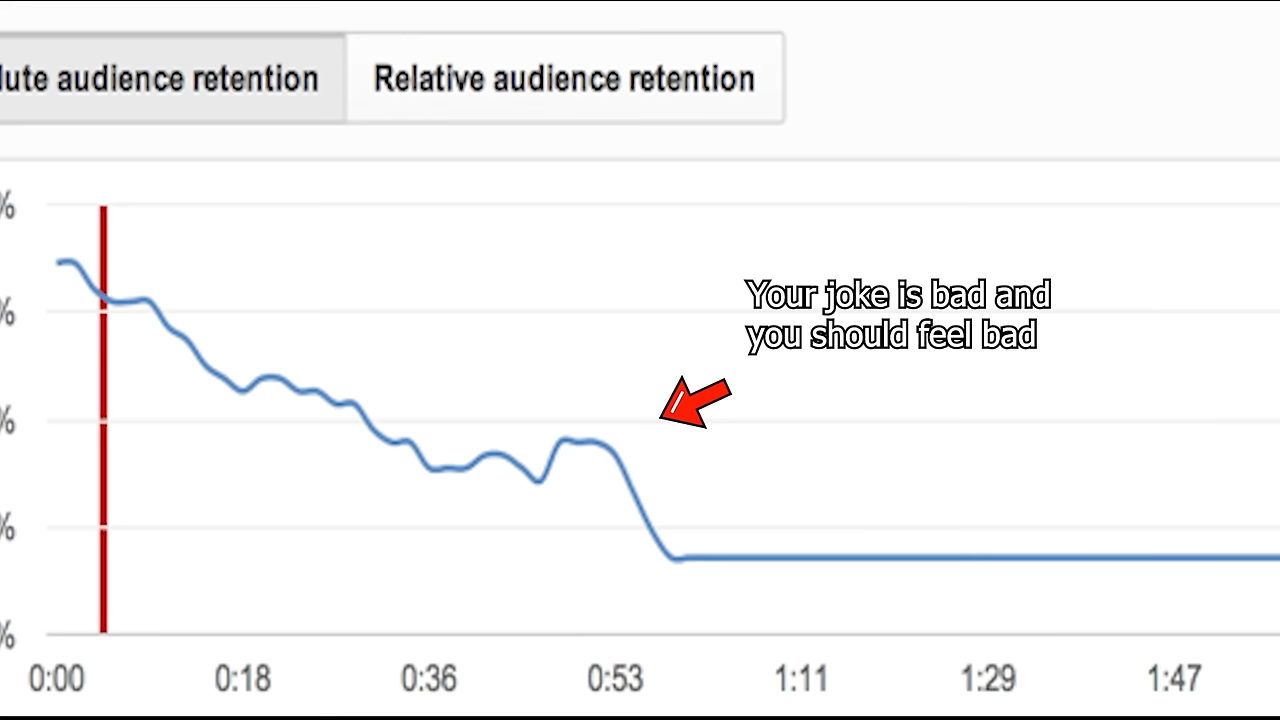 lute audience retention
Relative audience retention
%
%
Your joke is bad and
you should feel bad
%
%
%
0:00 0:18 0:36 0:53 1:11 1:29 1:47